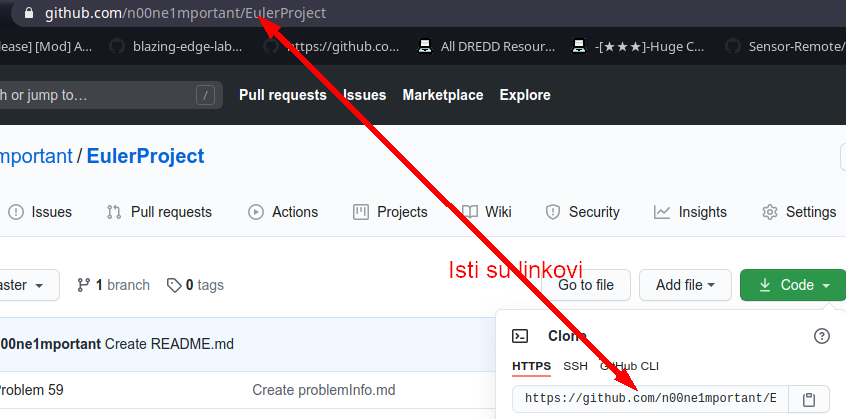 github.com/n00ne1mportant/EulerProject
lease] [Mod] A... blazing-edge-lab... https://github.co... All DREDD Resour... -[★★★]-Huge C... Sensor-Remote/
h or jump to… / Pull requests Issues Marketplace Explore
mportant / EulerProject
Issues Pull requests Actions Projects Wiki Security Insights Settings
Isti su linkovi
aster 1 branch 0 tags Go to file Add file Code
n00ne1mportant Create README.md
Clone
HTTPS SSH GitHub CLI
Problem 59 Create problemInfo.md
https://github.com/n00ne1mportant/E